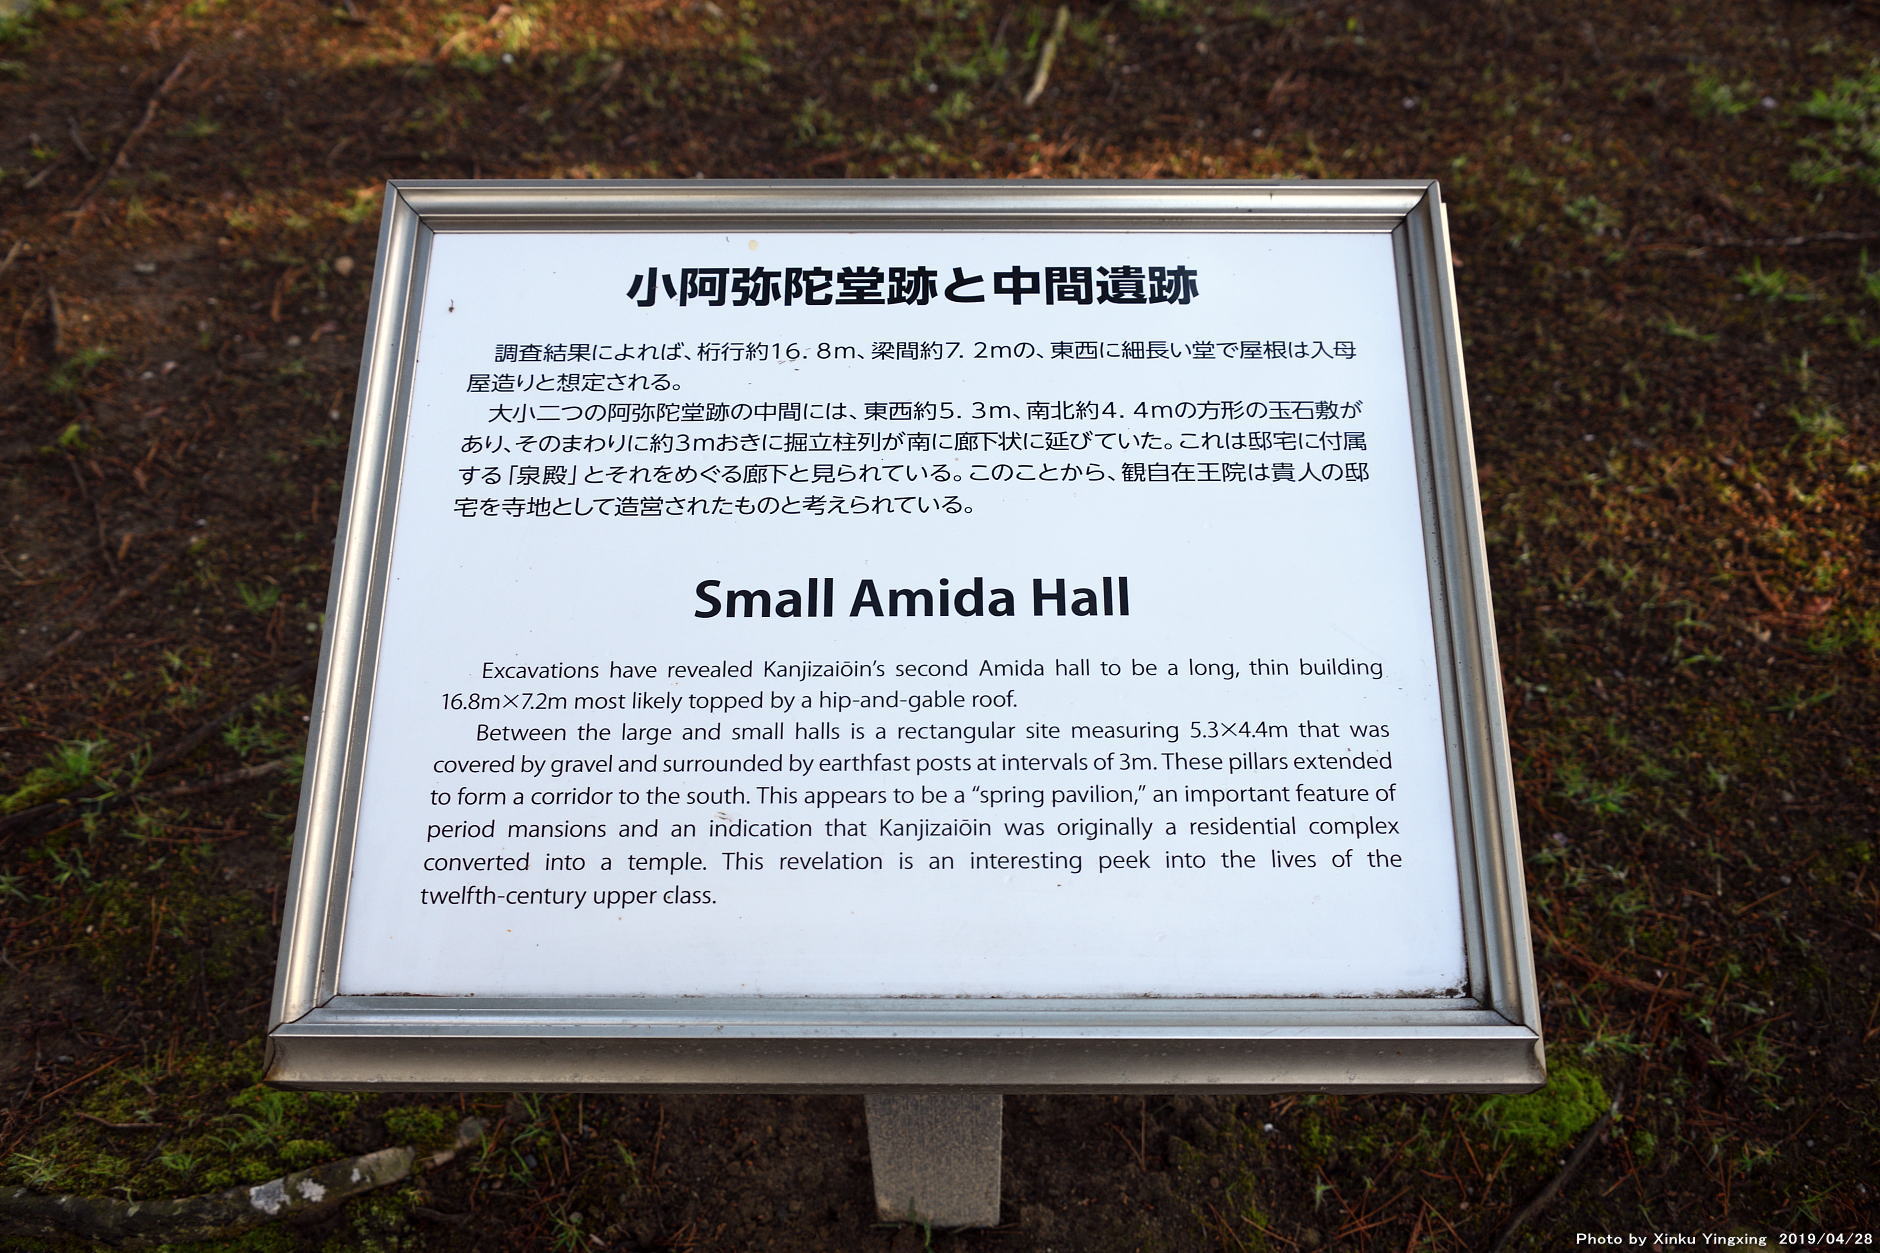 小阿弥陀堂跡と中間遺跡
調査結果によれば、桁行約16.8m、梁間約7.2mの、東西に細長い堂で屋根は入母
屋造りと想定される。
大小二つの阿弥陀堂跡の中間には、東西約5.3m、南北約4.4mの方形の玉石敷が
あり、そのまわりに約3mおきに掘立柱列が南に廊下状に延びていた。これは邸宅に付属
する「泉殿」とそれをめぐる廊下と見られている。このことから、観自在王院は貴人の邸
宅を寺地として造営されたものと考えられている。
Small Amida Hall
Excavations have revealed Kanjizaiōin's second Amida hall to be a long, thin building
16.8m×7.2m most likely topped by a hip-and-gable roof.
Between the large and small halls is a rectangular site measuring 5.3×4.4m that was
covered by gravel and surrounded by earthfast posts at intervals of 3m. These pillars extended
to form a corridor to the south. This appears to be a “spring pavilion,” an important feature of
period mansions and an indication that Kanjizaiōin was originally a residential complex
converted into a temple. This revelation is an interesting peek into the lives of the
twelfth-century upper class.
Photo by Xinku Yingxing 2019/04/28